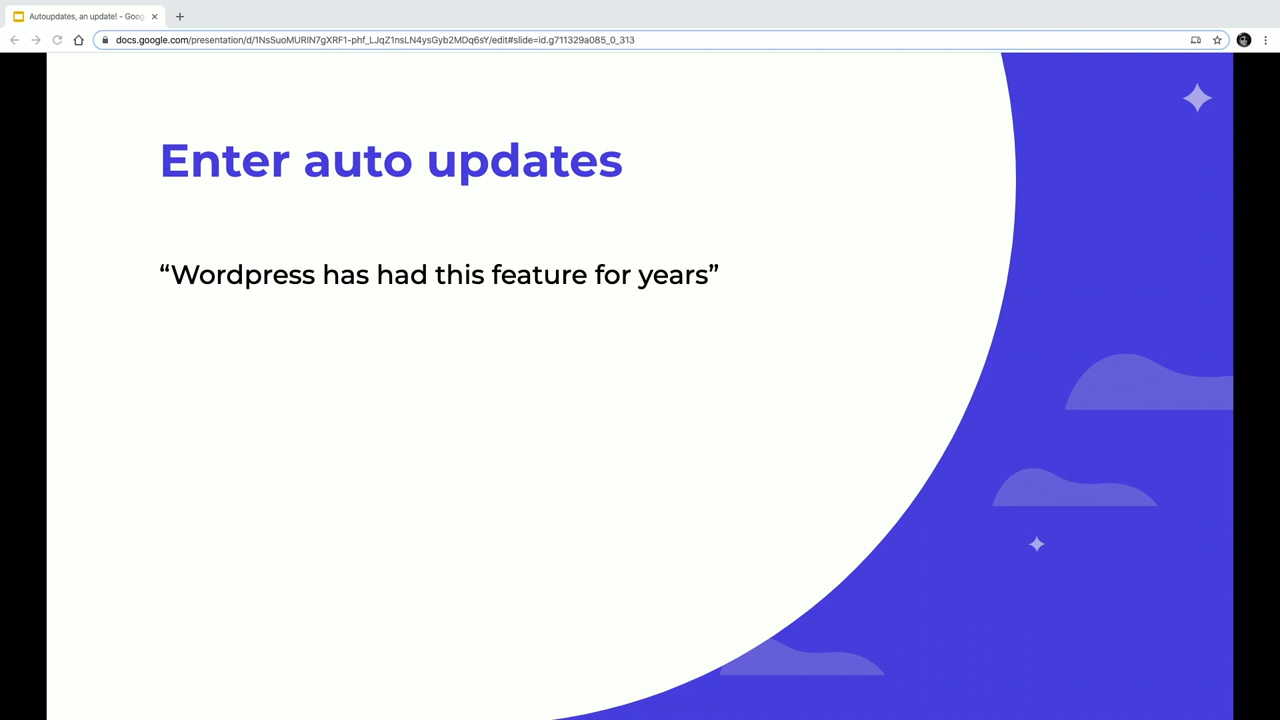 Autoupdates, an update! - Goog
docs.google.com/presentation/d/1NsSuoMURIN7gXRF1-phf_LJqZ1nsLN4ysGyb2MDq6sY/edit#slide=id.g711329a085_0_313
Enter auto updates
“Wordpress has had this feature for years”